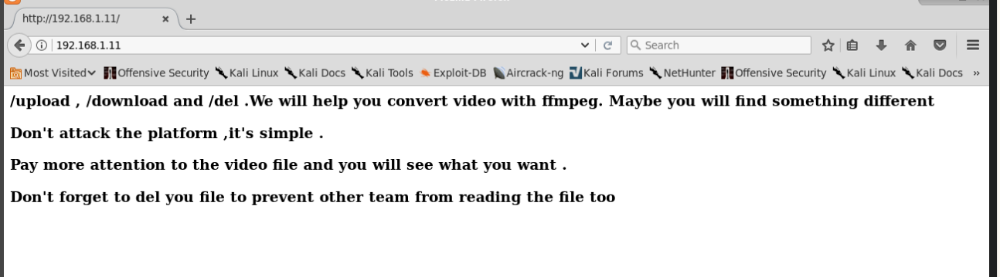 http://192.168.1.11/
192.168.1.11 Search
Most Visited Offensive Security Kali Linux Kali Docs Kali Tools Exploit-DB Aircrack-ng Kali Forums NetHunter Offensive Security Kali Linux Kali Docs »
/upload , /download and /del .We will help you convert video with ffmpeg. Maybe you will find something different
Don't attack the platform ,it's simple .
Pay more attention to the video file and you will see what you want .
Don't forget to del you file to prevent other team from reading the file too